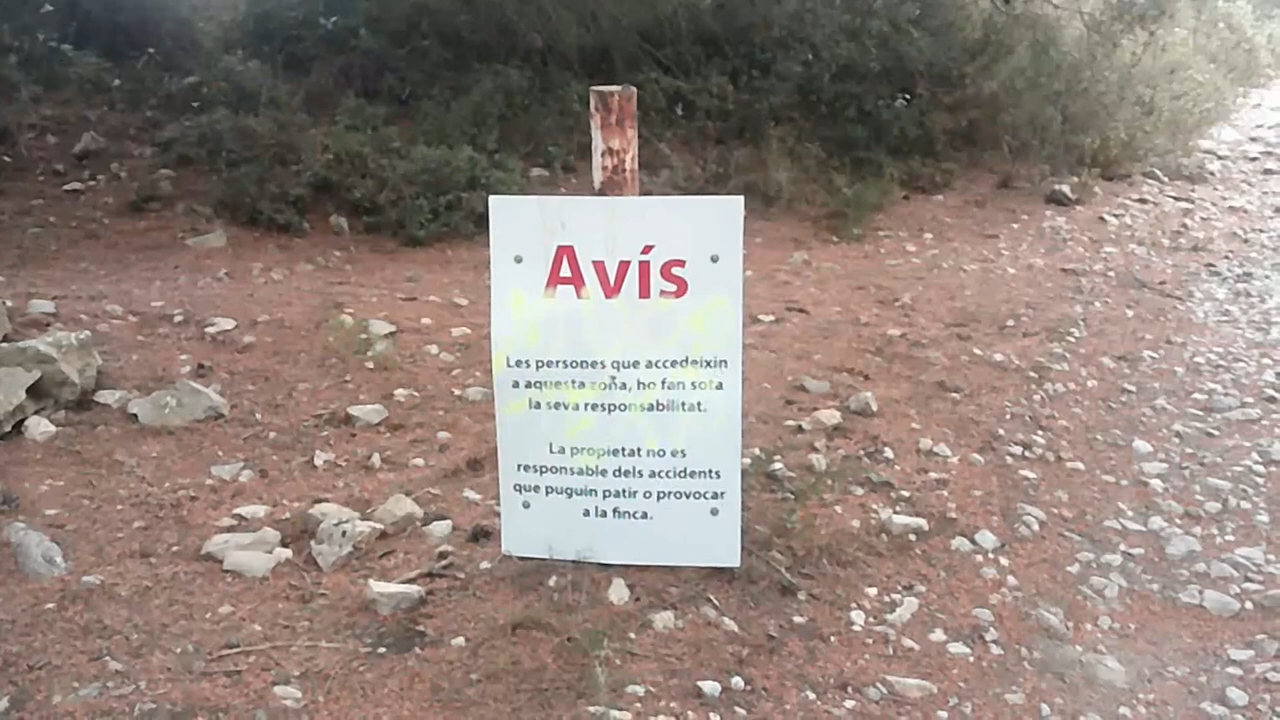 Avís
Les persones que accedeixin
a aquesta zona, ho fan sota
la seva responsabilitat.
La propietat no es
responsable dels accidents
que puguin patir o provocar
a la finca.